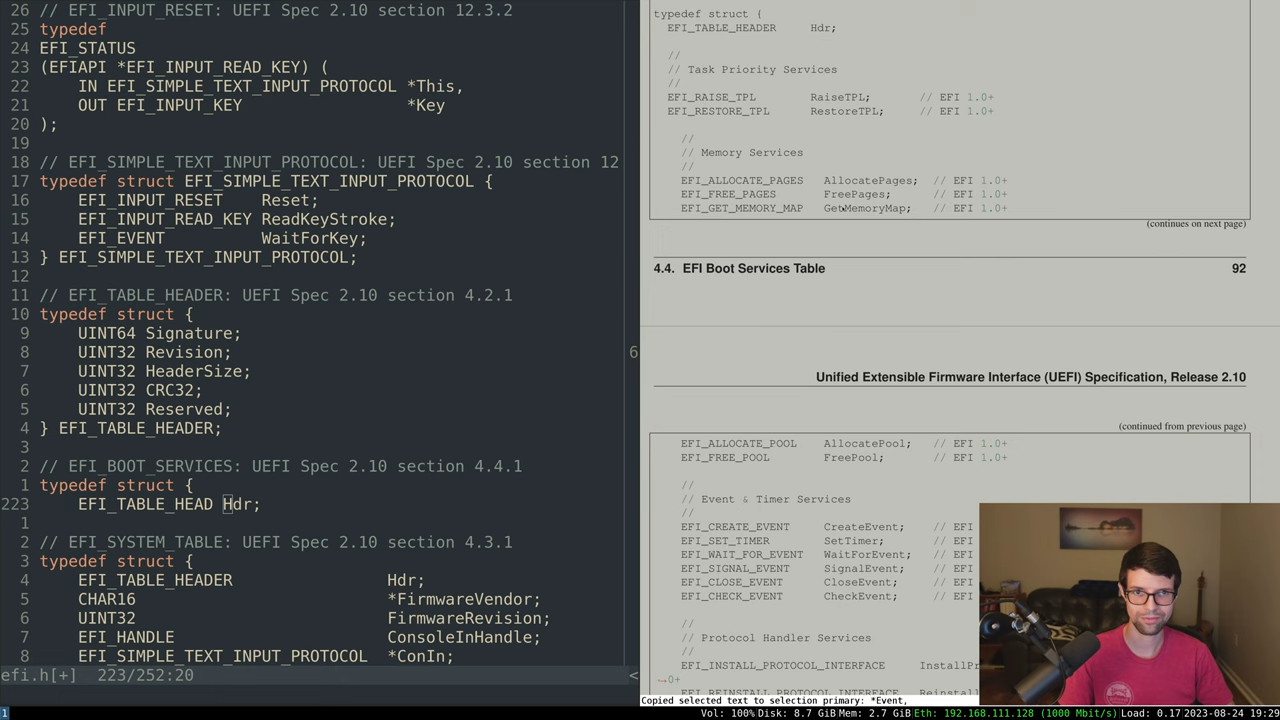 26 // EFI_INPUT_RESET: UEFI Spec 2.10 section 12.3.2
25 typedef
24 EFI_STATUS
23 (EFIAPI *EFI_INPUT_READ_KEY) (
22     IN EFI_SIMPLE_TEXT_INPUT_PROTOCOL *This,
21     OUT EFI_INPUT_KEY                 *Key
20 );
19
18 // EFI_SIMPLE_TEXT_INPUT_PROTOCOL: UEFI Spec 2.10 section 12
17 typedef struct EFI_SIMPLE_TEXT_INPUT_PROTOCOL {
16     EFI_INPUT_RESET    Reset;
15     EFI_INPUT_READ_KEY ReadKeyStroke;
14     EFI_EVENT          WaitForKey;
13 } EFI_SIMPLE_TEXT_INPUT_PROTOCOL;
12
11 // EFI_TABLE_HEADER: UEFI Spec 2.10 section 4.2.1
10 typedef struct {
9     UINT64 Signature;
8     UINT32 Revision;
7     UINT32 HeaderSize;
6     UINT32 CRC32;
5     UINT32 Reserved;
4 } EFI_TABLE_HEADER;
3
2 // EFI_BOOT_SERVICES: UEFI Spec 2.10 section 4.4.1
1 typedef struct {
223     EFI_TABLE_HEAD Hdr;
1
2 // EFI_SYSTEM_TABLE: UEFI Spec 2.10 section 4.3.1
3 typedef struct {
4     EFI_TABLE_HEADER                Hdr;
5     CHAR16                          *FirmwareVendor;
6     UINT32                          FirmwareRevision;
7     EFI_HANDLE                      ConsoleInHandle;
8     EFI_SIMPLE_TEXT_INPUT_PROTOCOL  *ConIn;
efi.h[+]  223/252:20 <
6
typedef struct {
EFI_TABLE_HEADER Hdr;
//
// Task Priority Services
//
EFI_RAISE_TPL RaiseTPL; // EFI 1.0+
EFI_RESTORE_TPL RestoreTPL; // EFI 1.0+
//
// Memory Services
//
EFI_ALLOCATE_PAGES AllocatePages; // EFI 1.0+
EFI_FREE_PAGES FreePages; // EFI 1.0+
EFI_GET_MEMORY_MAP GetMemoryMap; // EFI 1.0+
(continues on next page)
4.4. EFI Boot Services Table 92
Unified Extensible Firmware Interface (UEFI) Specification, Release 2.10
(continued from previous page)
EFI_ALLOCATE_POOL AllocatePool; // EFI 1.0+
EFI_FREE_POOL FreePool; // EFI 1.0+
//
// Event & Timer Services
//
EFI_CREATE_EVENT CreateEvent; // EFI
EFI_SET_TIMER SetTimer; // EFI
EFI_WAIT_FOR_EVENT WaitForEvent; // EFI
EFI_SIGNAL_EVENT SignalEvent; // EFI
EFI_CLOSE_EVENT CloseEvent; // EFI
EFI_CHECK_EVENT CheckEvent; // EFI
//
// Protocol Handler Services
//
EFI_INSTALL_PROTOCOL_INTERFACE InstallPr
↪0+
EFI_REINSTALL_PROTOCOL_INTERFACE Reinstall
Copied selected text to selection primary: *Event,
1 Vol: 100% Disk: 8.7 GiB Mem: 2.7 GiB Eth: 192.168.111.128 (1000 Mbit/s) Load: 0.17 2023-08-24 19:29